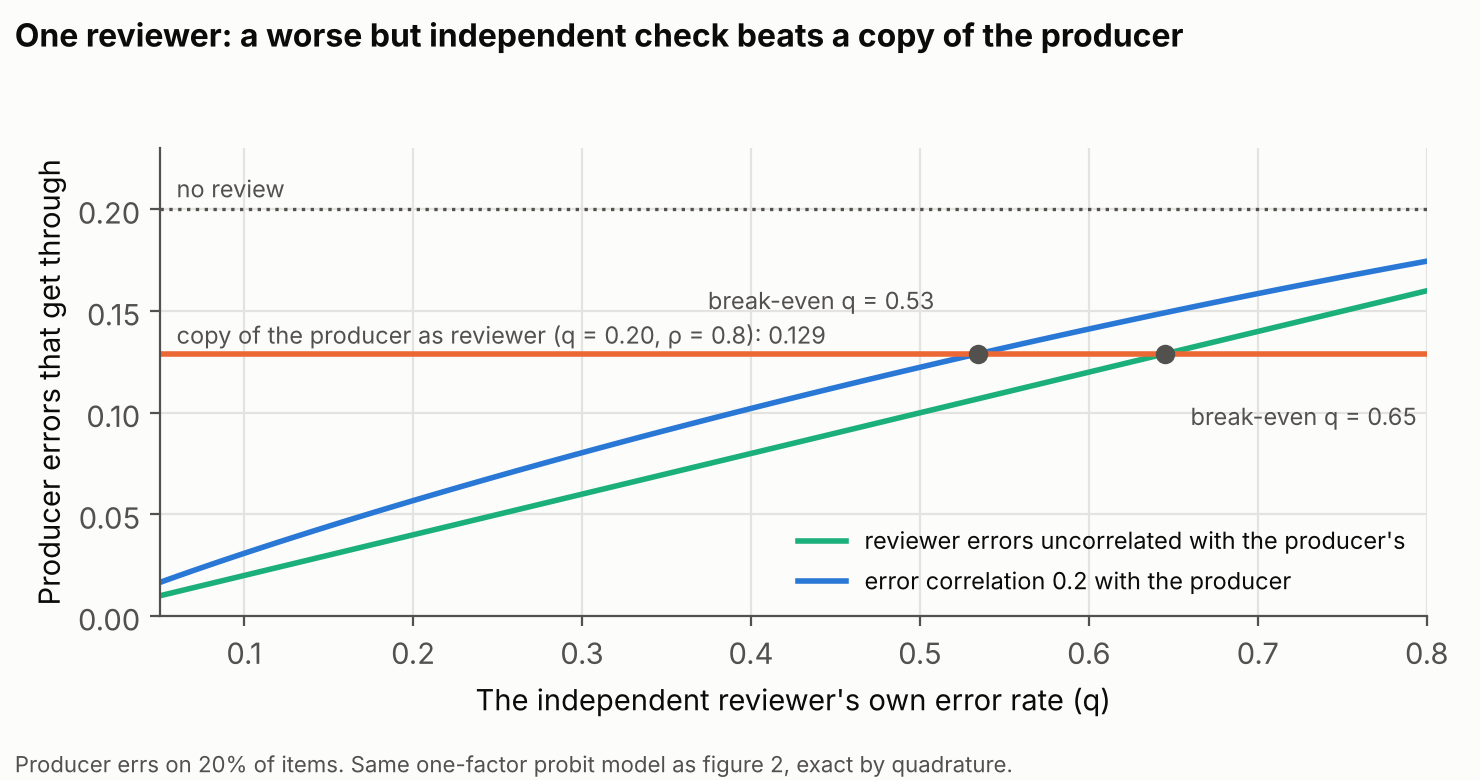 One reviewer: a worse but independent check beats a copy of the producer
Producer errors that get through
0.20
0.15
0.10
0.05
0.00
no review
break-even q = 0.53
copy of the producer as reviewer (q = 0.20, ρ = 0.8): 0.129
break-even q = 0.65
reviewer errors uncorrelated with the producer's
error correlation 0.2 with the producer
0.1 0.2 0.3 0.4 0.5 0.6 0.7 0.8
The independent reviewer's own error rate (q)
Producer errs on 20% of items. Same one-factor probit model as figure 2, exact by quadrature.